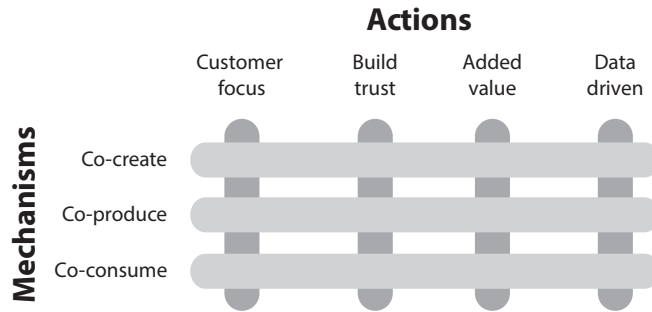 Actions
Customer focus
Build trust
Added value
Data driven
Mechanisms
Co-create
Co-produce
Co-consume